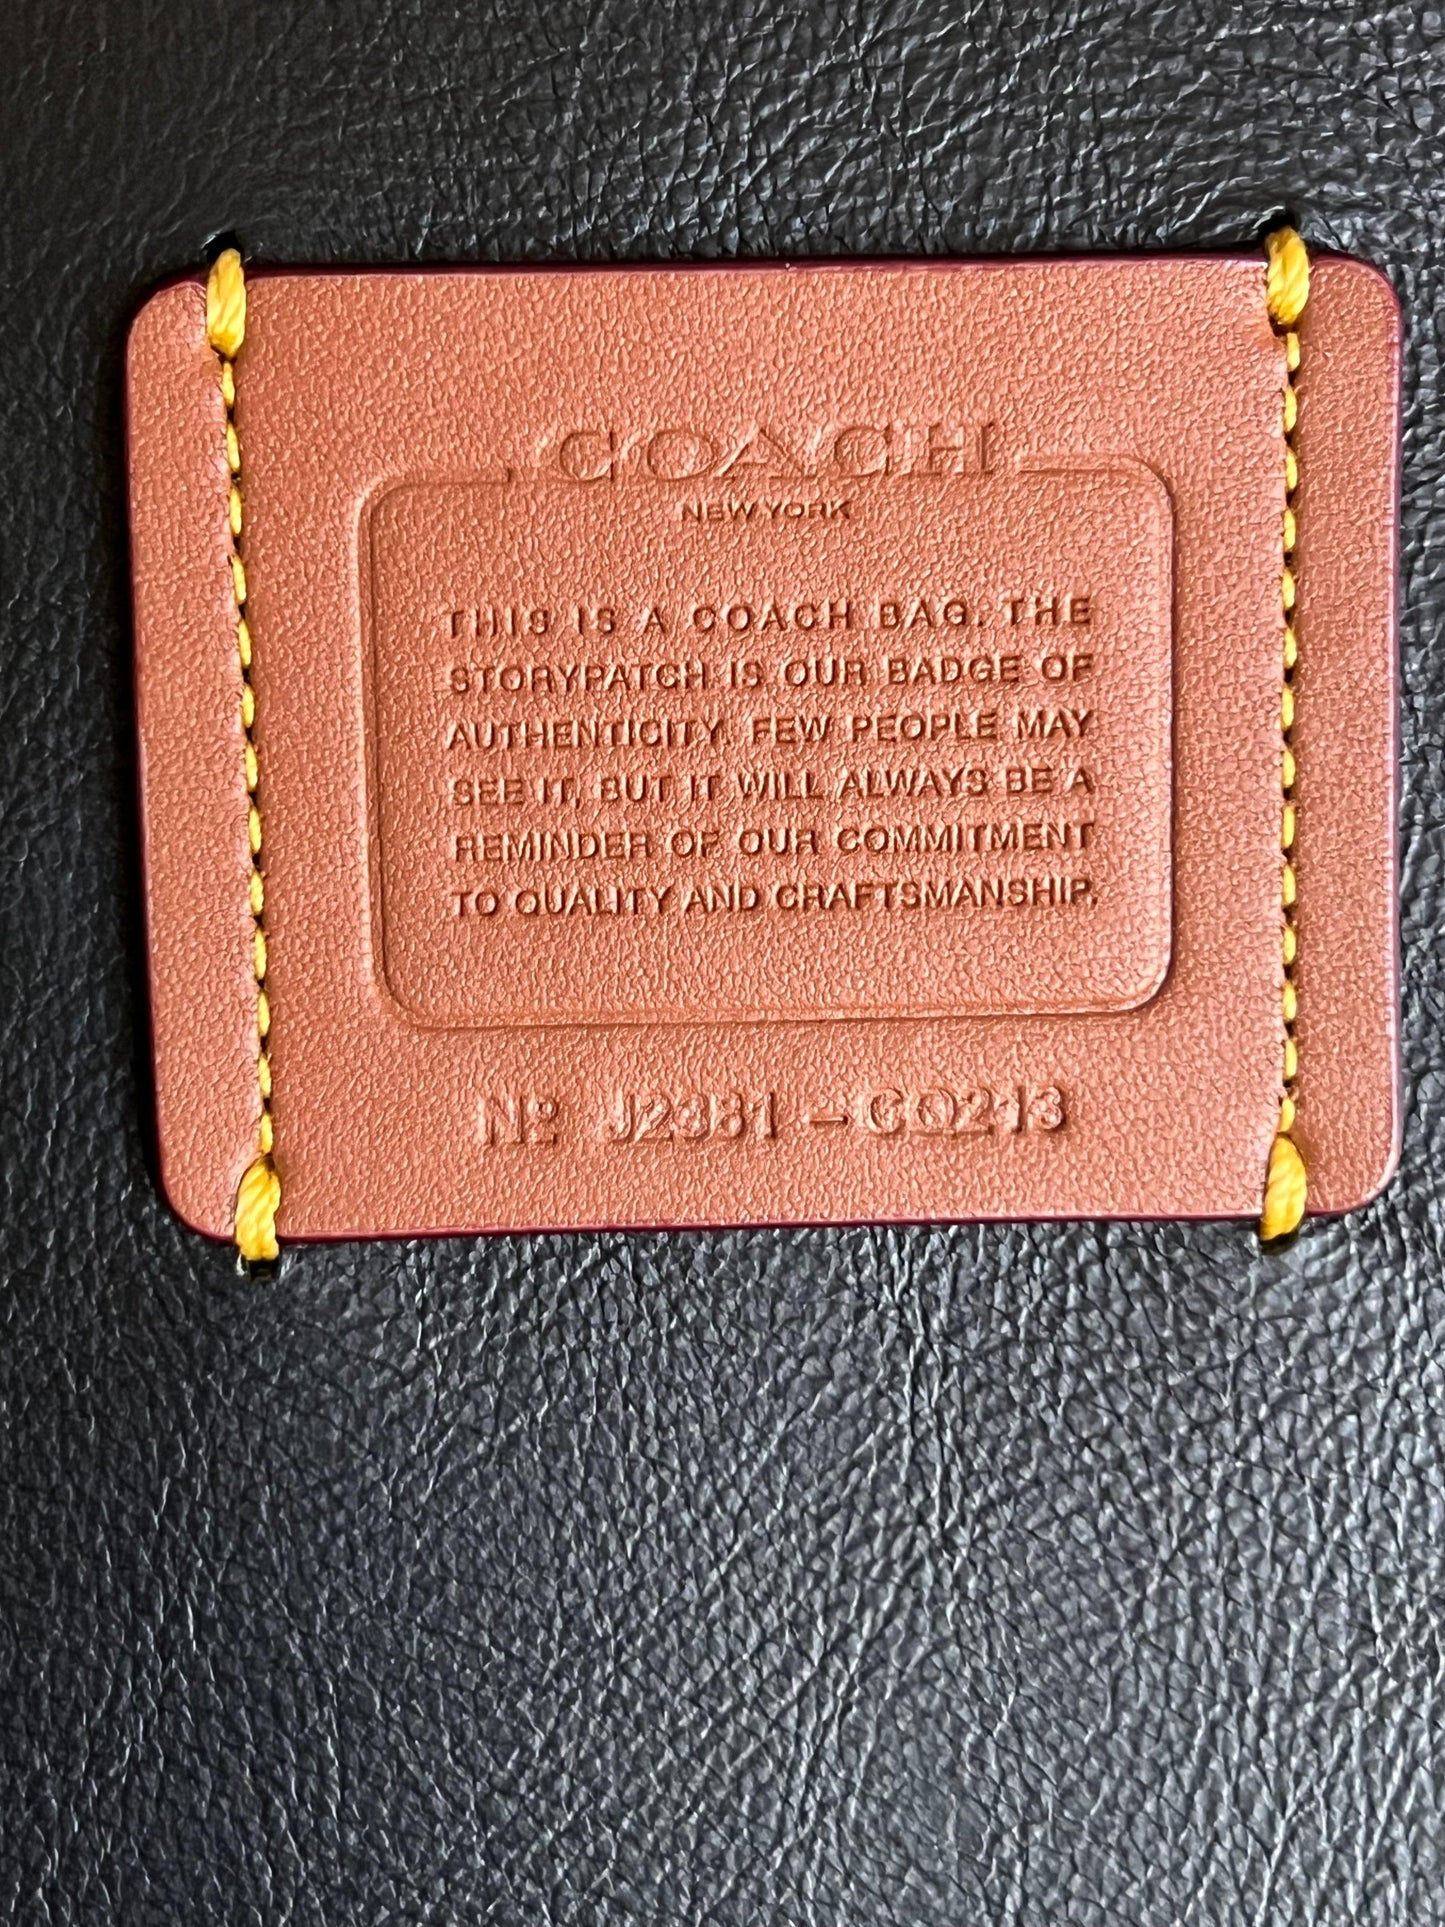 COACH
NEW YORK
THIS IS A COACH BAG. THE
STORYPATCH IS OUR BADGE OF
AUTHENTICITY. FEW PEOPLE MAY
SEE IT, BUT IT WILL ALWAYS BE A
REMINDER OF OUR COMMITMENT
TO QUALITY AND CRAFTSMANSHIP.
Nº J2381-CQ213